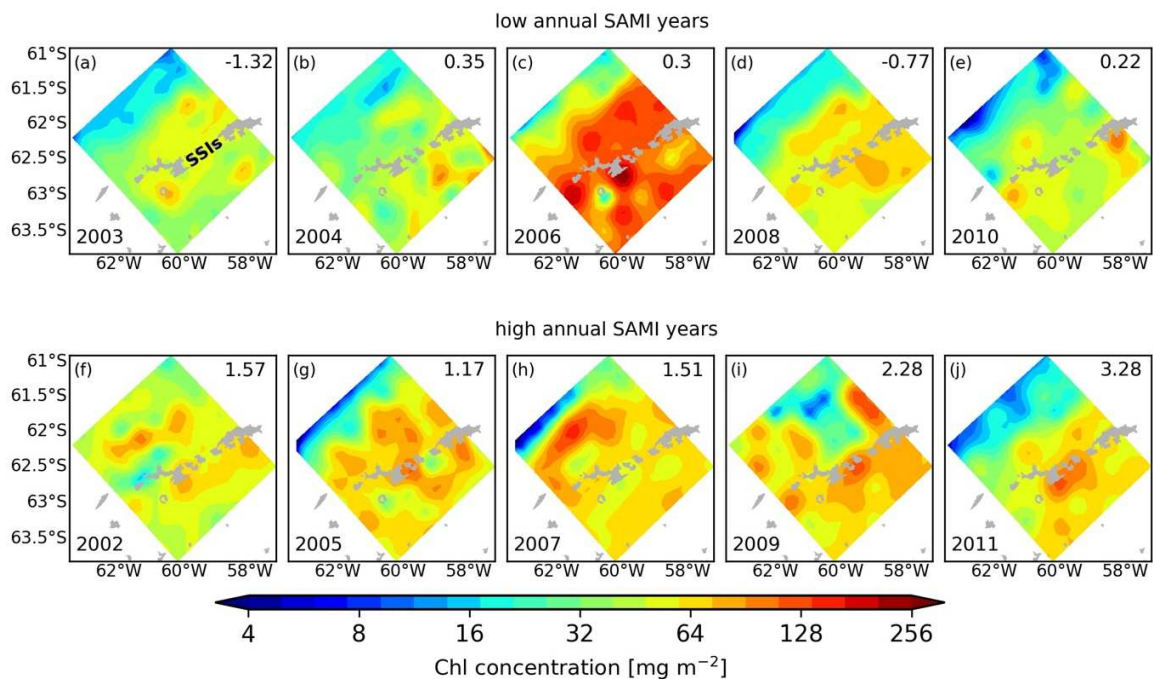 low annual SAMI years
61°S
61.5°S
62°S
62.5°S
63°S
63.5°S
(a) -1.32
SSIs
2003
(b) 0.35
2004
(c) 0.3
2006
(d) -0.77
2008
(e) 0.22
2010
62°W 60°W 58°W 62°W 60°W 58°W 62°W 60°W 58°W 62°W 60°W 58°W 62°W 60°W 58°W
high annual SAMI years
61°S
61.5°S
62°S
62.5°S
63°S
63.5°S
(f) 1.57
2002
(g) 1.17
2005
(h) 1.51
2007
(i) 2.28
2009
(j) 3.28
2011
62°W 60°W 58°W 62°W 60°W 58°W 62°W 60°W 58°W 62°W 60°W 58°W 62°W 60°W 58°W
4 8 16 32 64 128 256
Chl concentration [mg m⁻²]